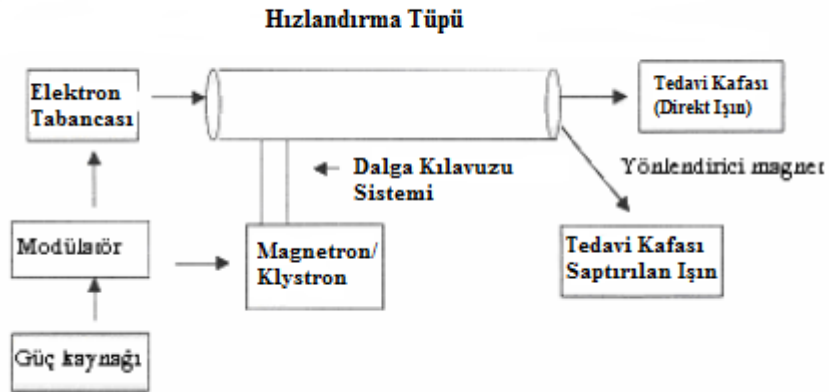 Hızlandırma Tüpü
Elektron
Tabancası
Tedavi Kafası
(Direkt Işın)
Dalga Kılavuzu
Sistemi
Yönlendirici magnet
Modülatör
Magnetron/
Klystron
Tedavi Kafası
Saptırılan Işın
Güç kaynağı